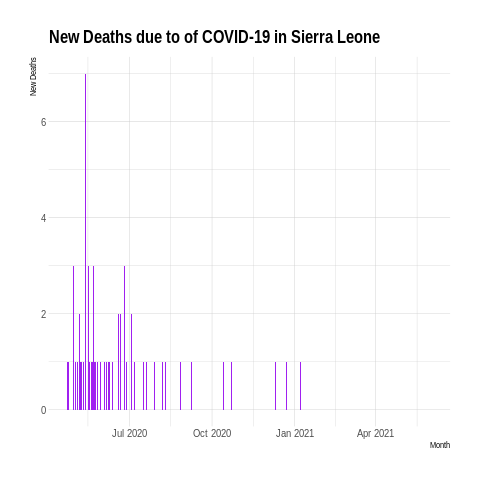 New Deaths due to of COVID-19 in Sierra Leone
New Deaths
6
4
2
0
Jul 2020 Oct 2020 Jan 2021 Apr 2021
Month